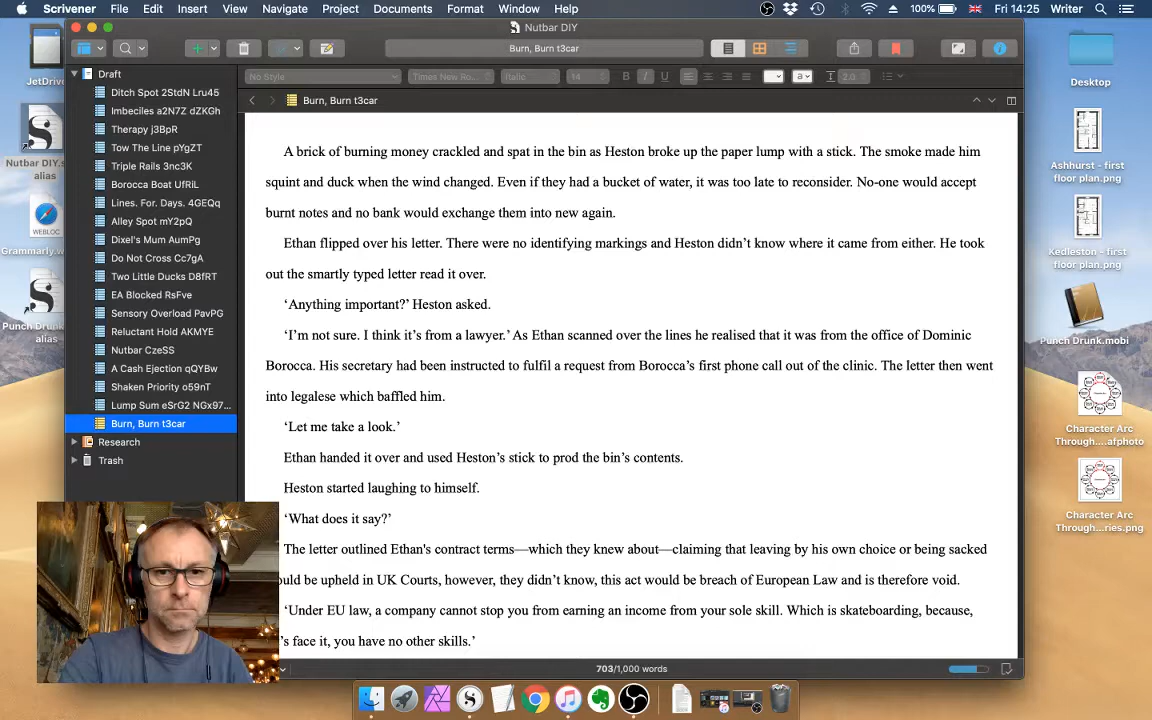 Scrivener File Edit Insert View Navigate Project Documents Format Window Help 100% Fri 14:25 Writer
Nutbar DIY
Burn, Burn t3car
No Style Times New Ro... Italic 14 B I U a 2.0
Burn, Burn t3car
Draft
Ditch Spot 2StdN Lru45
Imbeciles a2N7Z dZKGh
Therapy j3BpR
Tow The Line pYgZT
Triple Rails 3nc3K
Borocca Boat UfRiL
Lines. For. Days. 4GEQq
Alley Spot mY2pQ
Dixel's Mum AumPg
Do Not Cross Cc7gA
Two Little Ducks D8fRT
EA Blocked RsFve
Sensory Overload PavPG
Reluctant Hold AKMYE
Nutbar CzeSS
A Cash Ejection qQYBw
Shaken Priority o59nT
Lump Sum eSrG2 NGx97...
Burn, Burn t3car
Research
Trash
A brick of burning money crackled and spat in the bin as Heston broke up the paper lump with a stick. The smoke made him
squint and duck when the wind changed. Even if they had a bucket of water, it was too late to reconsider. No-one would accept
burnt notes and no bank would exchange them into new again.
Ethan flipped over his letter. There were no identifying markings and Heston didn’t know where it came from either. He took
out the smartly typed letter read it over.
‘Anything important?’ Heston asked.
‘I’m not sure. I think it’s from a lawyer.’ As Ethan scanned over the lines he realised that it was from the office of Dominic
Borocca. His secretary had been instructed to fulfil a request from Borocca’s first phone call out of the clinic. The letter then went
into legalese which baffled him.
‘Let me take a look.’
Ethan handed it over and used Heston’s stick to prod the bin’s contents.
Heston started laughing to himself.
‘What does it say?’
The letter outlined Ethan's contract terms—which they knew about—claiming that leaving by his own choice or being sacked
ould be upheld in UK Courts, however, they didn’t know, this act would be breach of European Law and is therefore void.
‘Under EU law, a company cannot stop you from earning an income from your sole skill. Which is skateboarding, because,
’s face it, you have no other skills.’
703/1,000 words
JetDriv
Nutbar DIY.s
alias
WEBLOC
Grammarly.w
Punch Drunk
alias
Desktop
Ashhurst - first
floor plan.png
Kedleston - first
floor plan.png
Punch Drunk.mobi
Character Arc
Through....afphoto
Character Arc
Through...ries.png